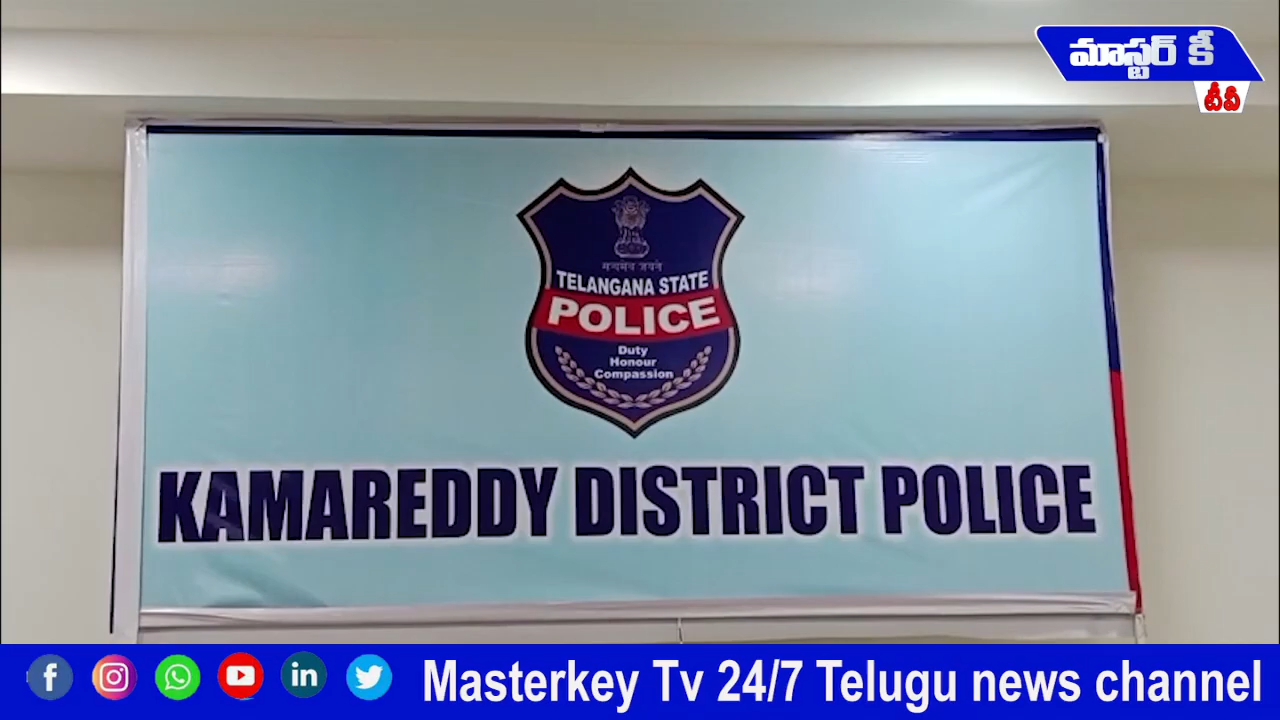 మాస్టర్ కీ
టీవీ
सत्यमेव जयते
TELANGANA STATE
POLICE
Duty
Honour
Compassion
KAMAREDDY DISTRICT POLICE
Masterkey Tv 24/7 Telugu news channel